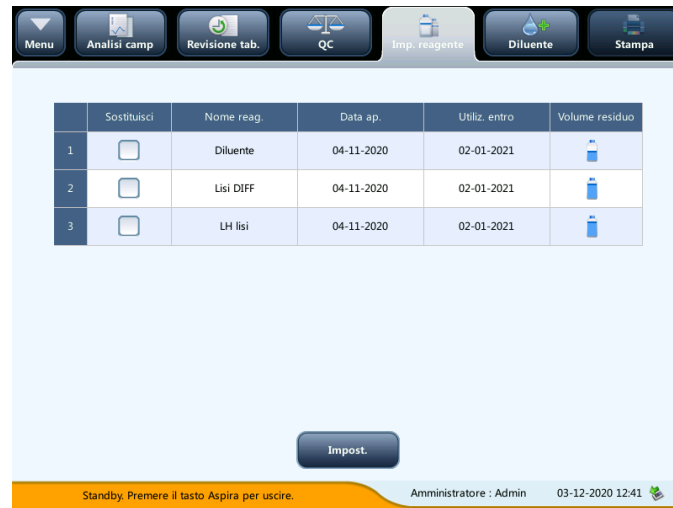 Menu Analisi camp Revisione tab. QC Imp. reagente Diluente Stampa
Sostituisci Nome reag. Data ap. Utiliz. entro Volume residuo
1 Diluente 04-11-2020 02-01-2021
2 Lisi DIFF 04-11-2020 02-01-2021
3 LH lisi 04-11-2020 02-01-2021
Impost.
Standby. Premere il tasto Aspira per uscire. Amministratore : Admin 03-12-2020 12:41